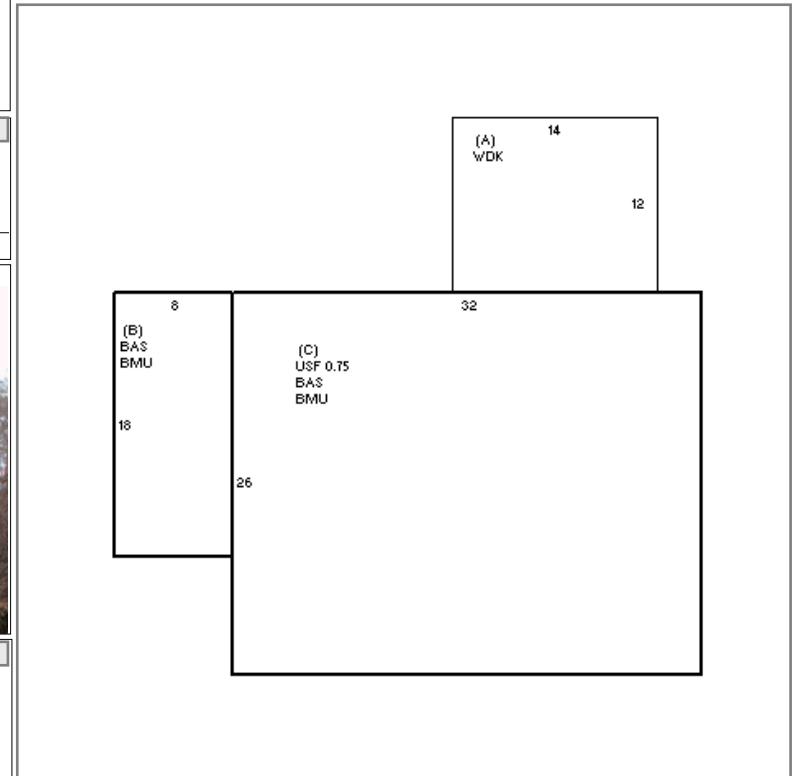 14
(A)
WDK
12
8
32
(B)
BAS
BMU
(C)
USF 0.75
BAS
BMU
18
26